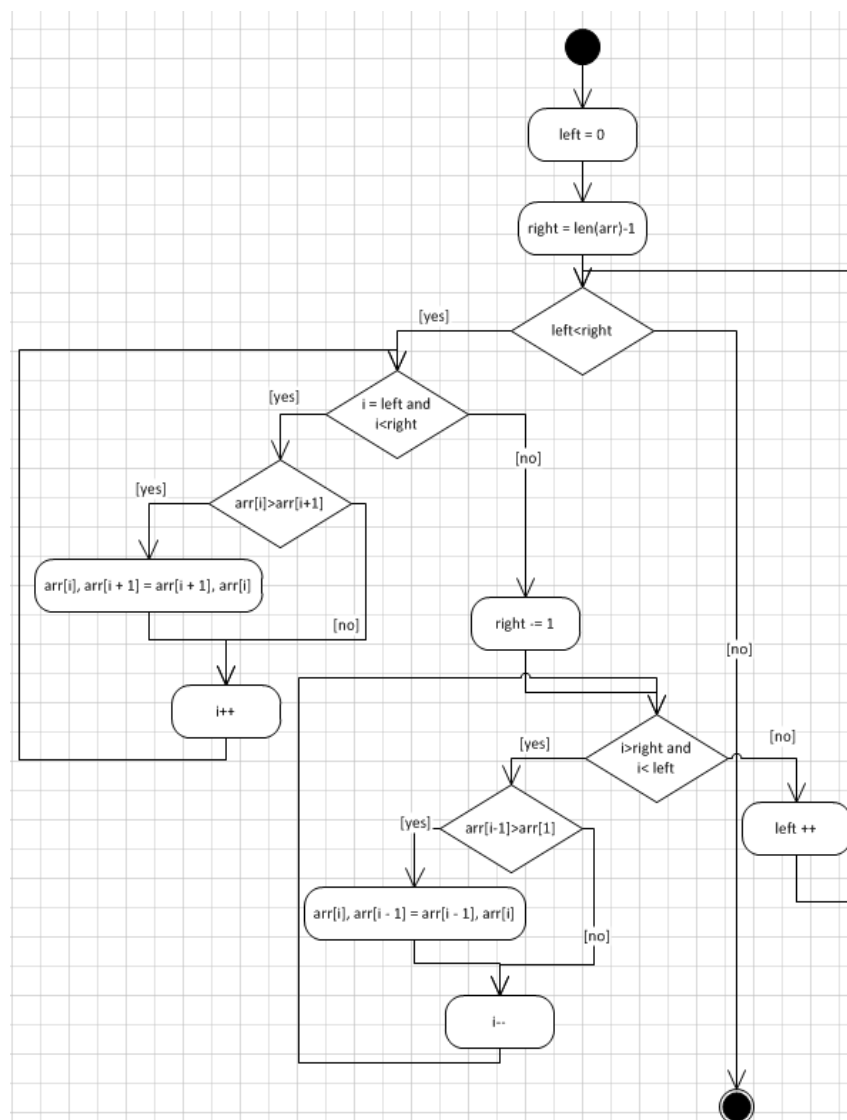 left = 0
right = len(arr)-1
left<right
[yes]
i = left and
i<right
[yes]
[no]
arr[i]>arr[i+1]
[yes]
arr[i], arr[i + 1] = arr[i + 1], arr[i]
[no]
right -= 1
[no]
i++
i>right and
i< left
[yes]
[no]
arr[i-1]>arr[1]
[yes]
left ++
arr[i], arr[i - 1] = arr[i - 1], arr[i]
[no]
i--